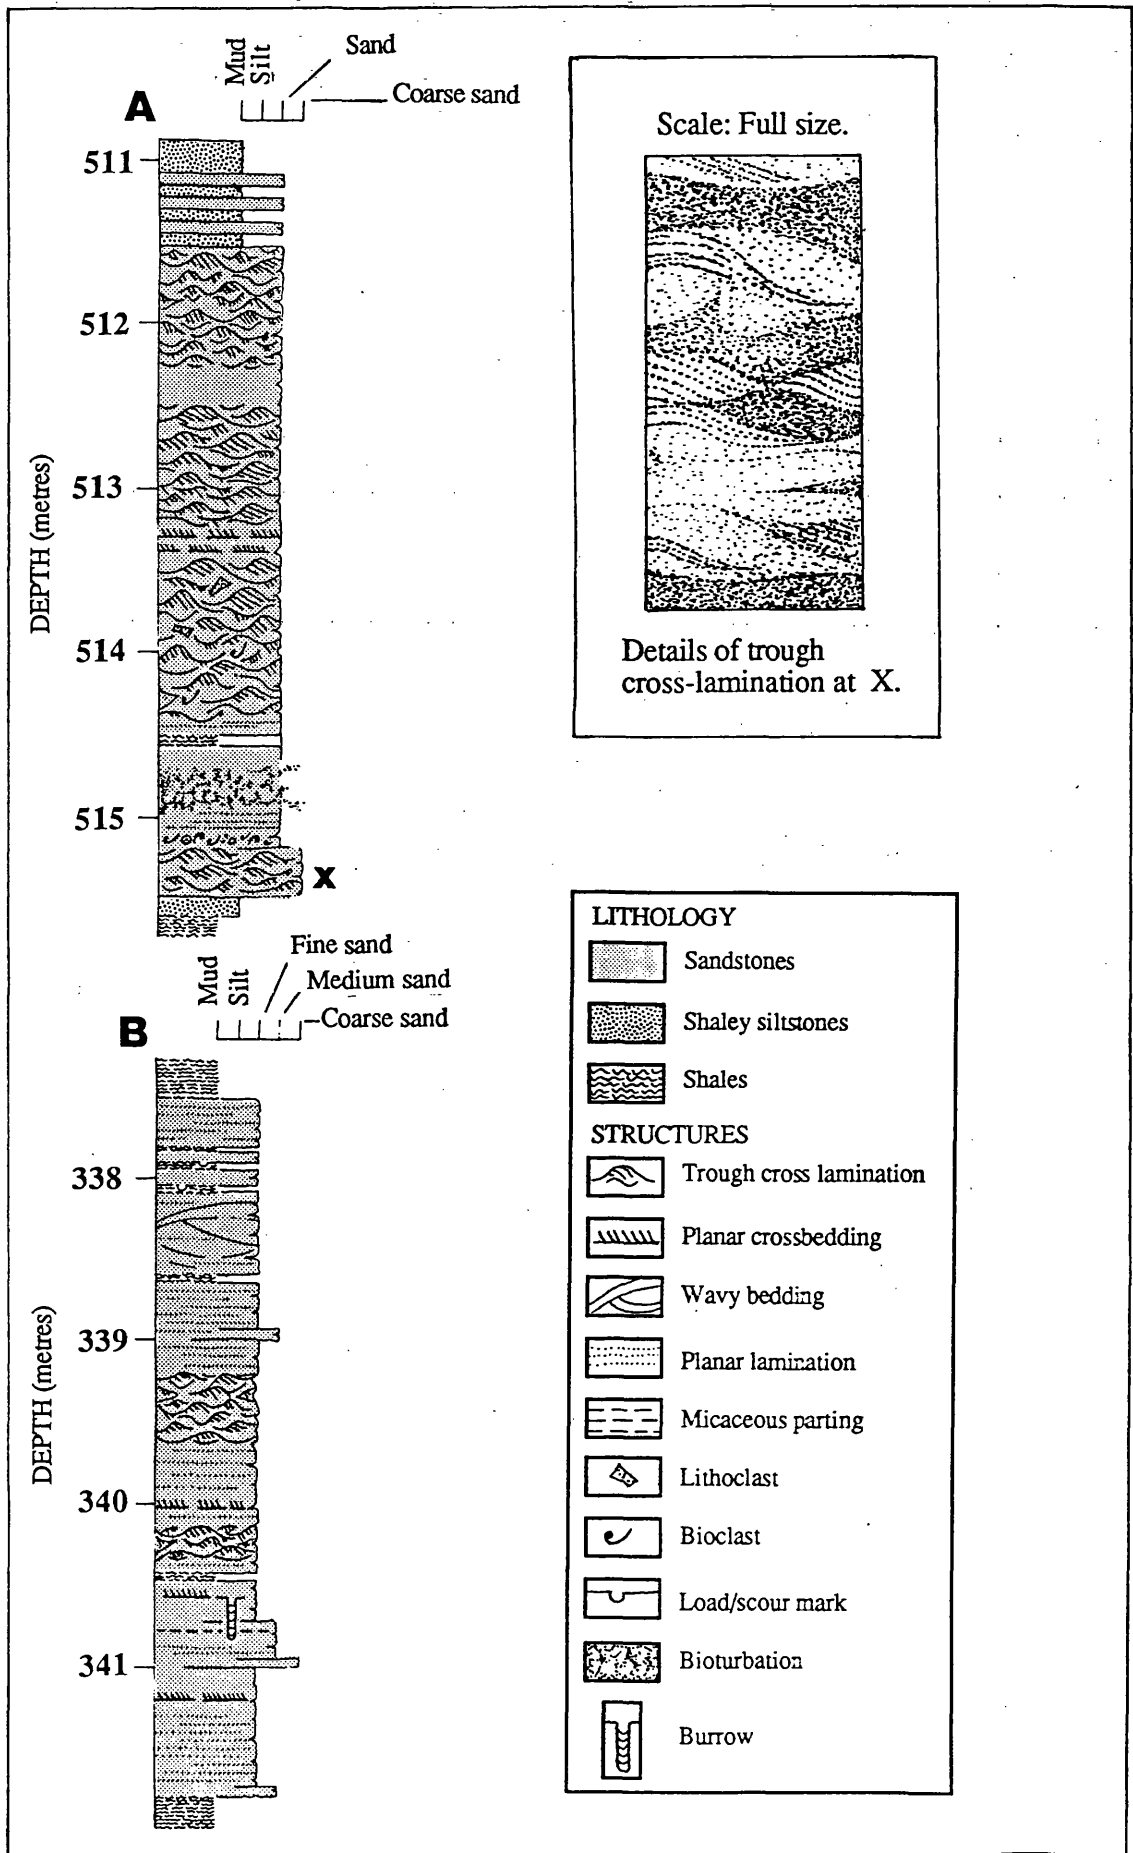 Mud
Silt
Sand
Coarse sand
A
511
512
513
514
515
DEPTH (metres)
X
Scale: Full size.
Details of trough
cross-lamination at X.
Mud
Silt
Fine sand
Medium sand
Coarse sand
B
338
339
340
341
DEPTH (metres)
LITHOLOGY
Sandstones
Shaley siltstones
Shales
STRUCTURES
Trough cross lamination
Planar crossbedding
Wavy bedding
Planar lamination
Micaceous parting
Lithoclast
Bioclast
Load/scour mark
Bioturbation
Burrow